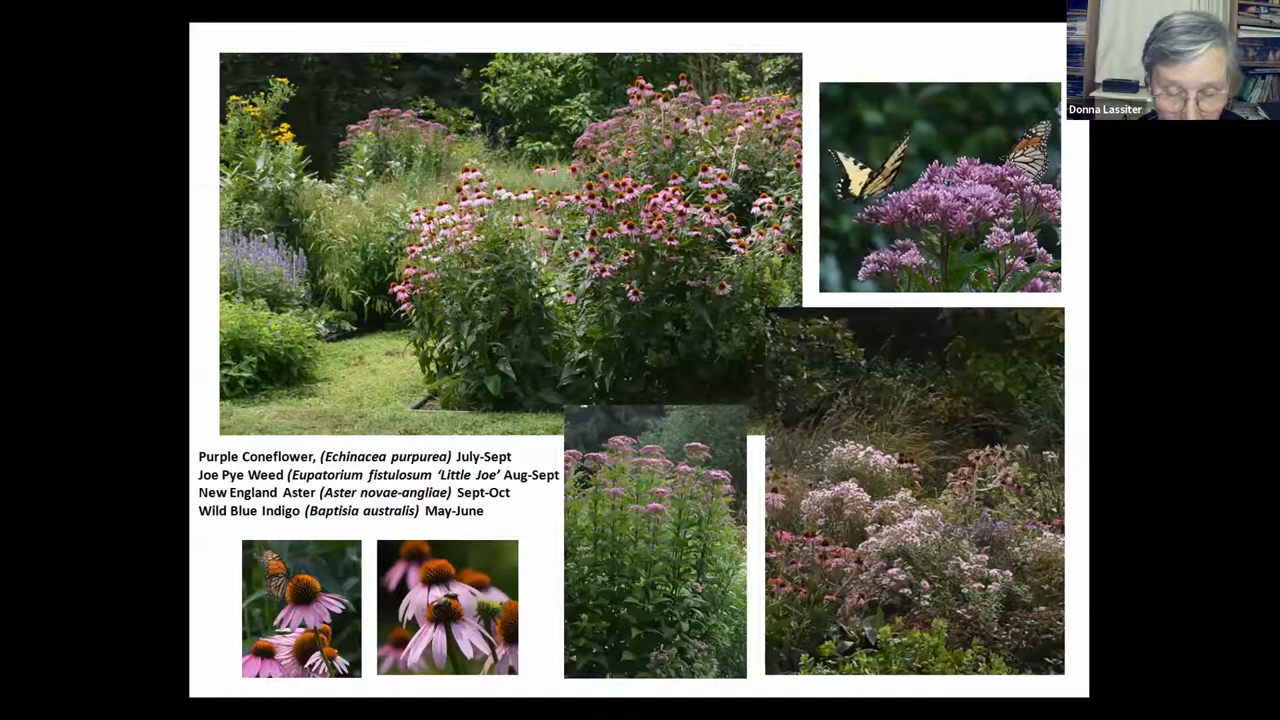 Donna Lassiter
Purple Coneflower, (Echinacea purpurea) July-Sept
Joe Pye Weed (Eupatorium fistulosum ‘Little Joe’ Aug-Sept
New England Aster (Aster novae-angliae) Sept-Oct
Wild Blue Indigo (Baptisia australis) May-June